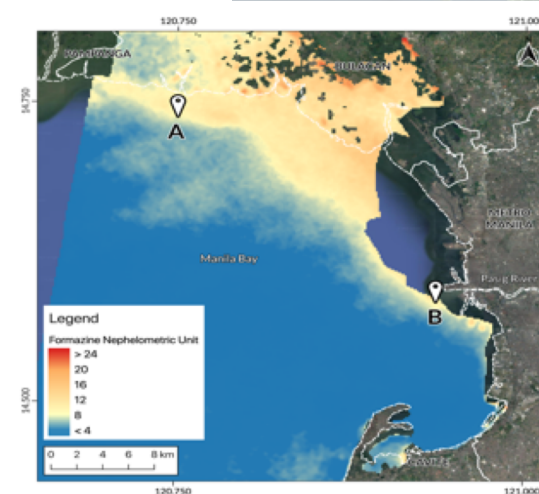 120.750
121.000
PAMPANGA
BULACAN
14.750
A
METRO
MANILA
Manila Bay
Pasig River
B
Legend
Formazine Nephelometric Unit
> 24
20
16
12
8
< 4
14.500
0 2 4 6 8 km
CAVITE
120.750
121.000